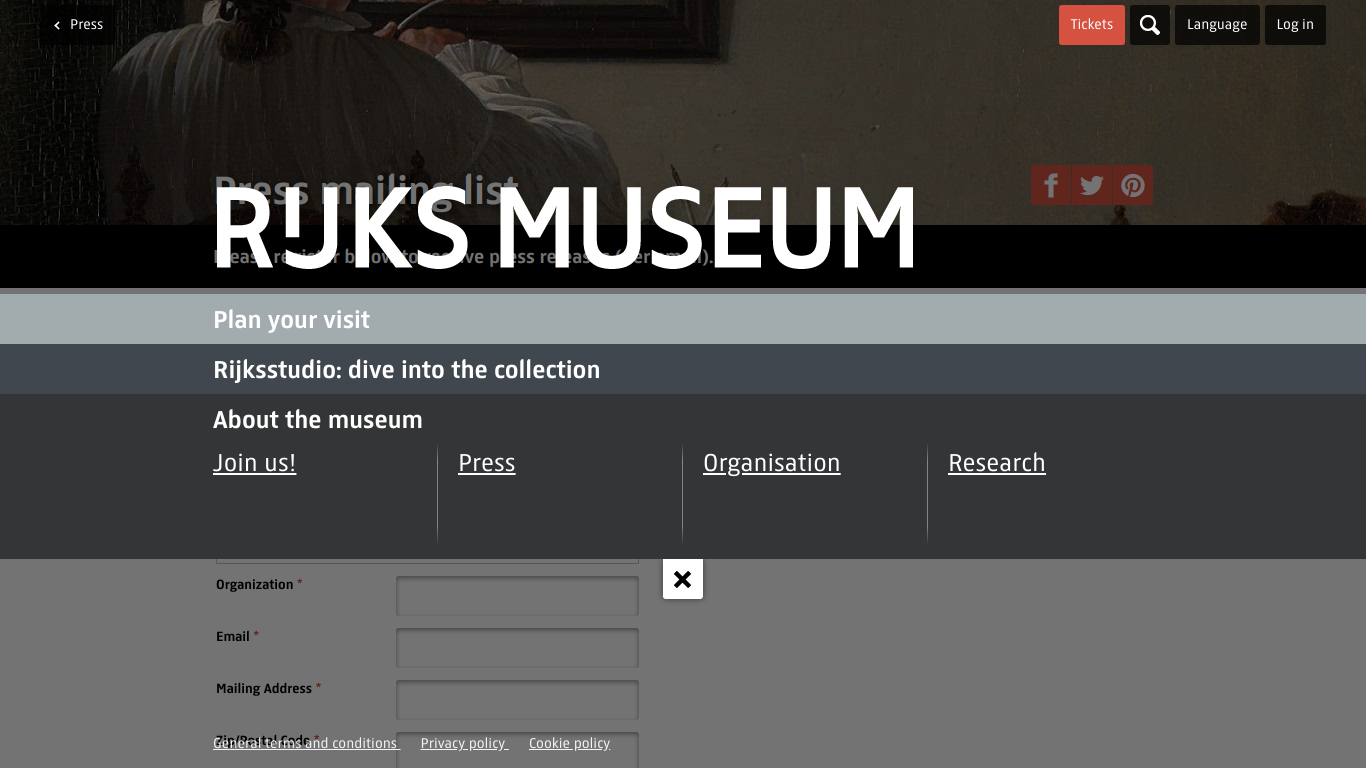 Press
Tickets
Language
Log in
Press mailing list
RIJKS MUSEUM
Please register below to receive press releases (per email).
Plan your visit
Rijksstudio: dive into the collection
About the museum
Join us!
Press
Organisation
Research
Organization *
Email *
Mailing Address *
Zip/Postal Code *
General terms and conditions
Privacy policy
Cookie policy